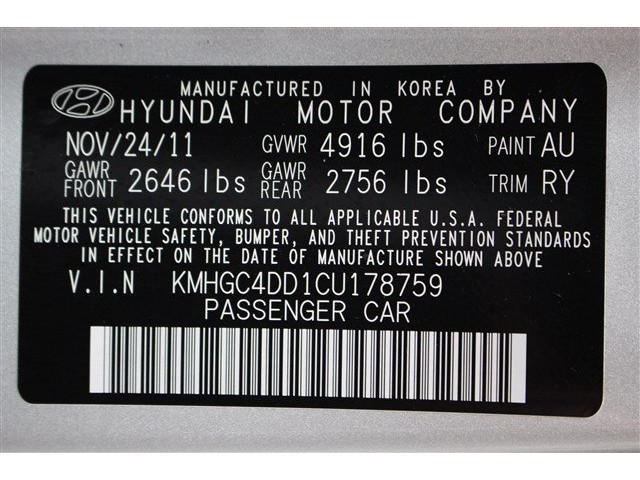 MANUFACTURED IN KOREA BY
HYUNDAI MOTOR COMPANY
NOV/24/11 GVWR 4916 lbs PAINT AU
GAWR FRONT 2646 lbs GAWR REAR 2756 lbs TRIM RY
THIS VEHICLE CONFORMS TO ALL APPLICABLE U.S.A. FEDERAL
MOTOR VEHICLE SAFETY, BUMPER, AND THEFT PREVENTION STANDARDS
IN EFFECT ON THE DATE OF MANUFACTURE SHOWN ABOVE
V.I.N KMHGC4DD1CU178759
PASSENGER CAR